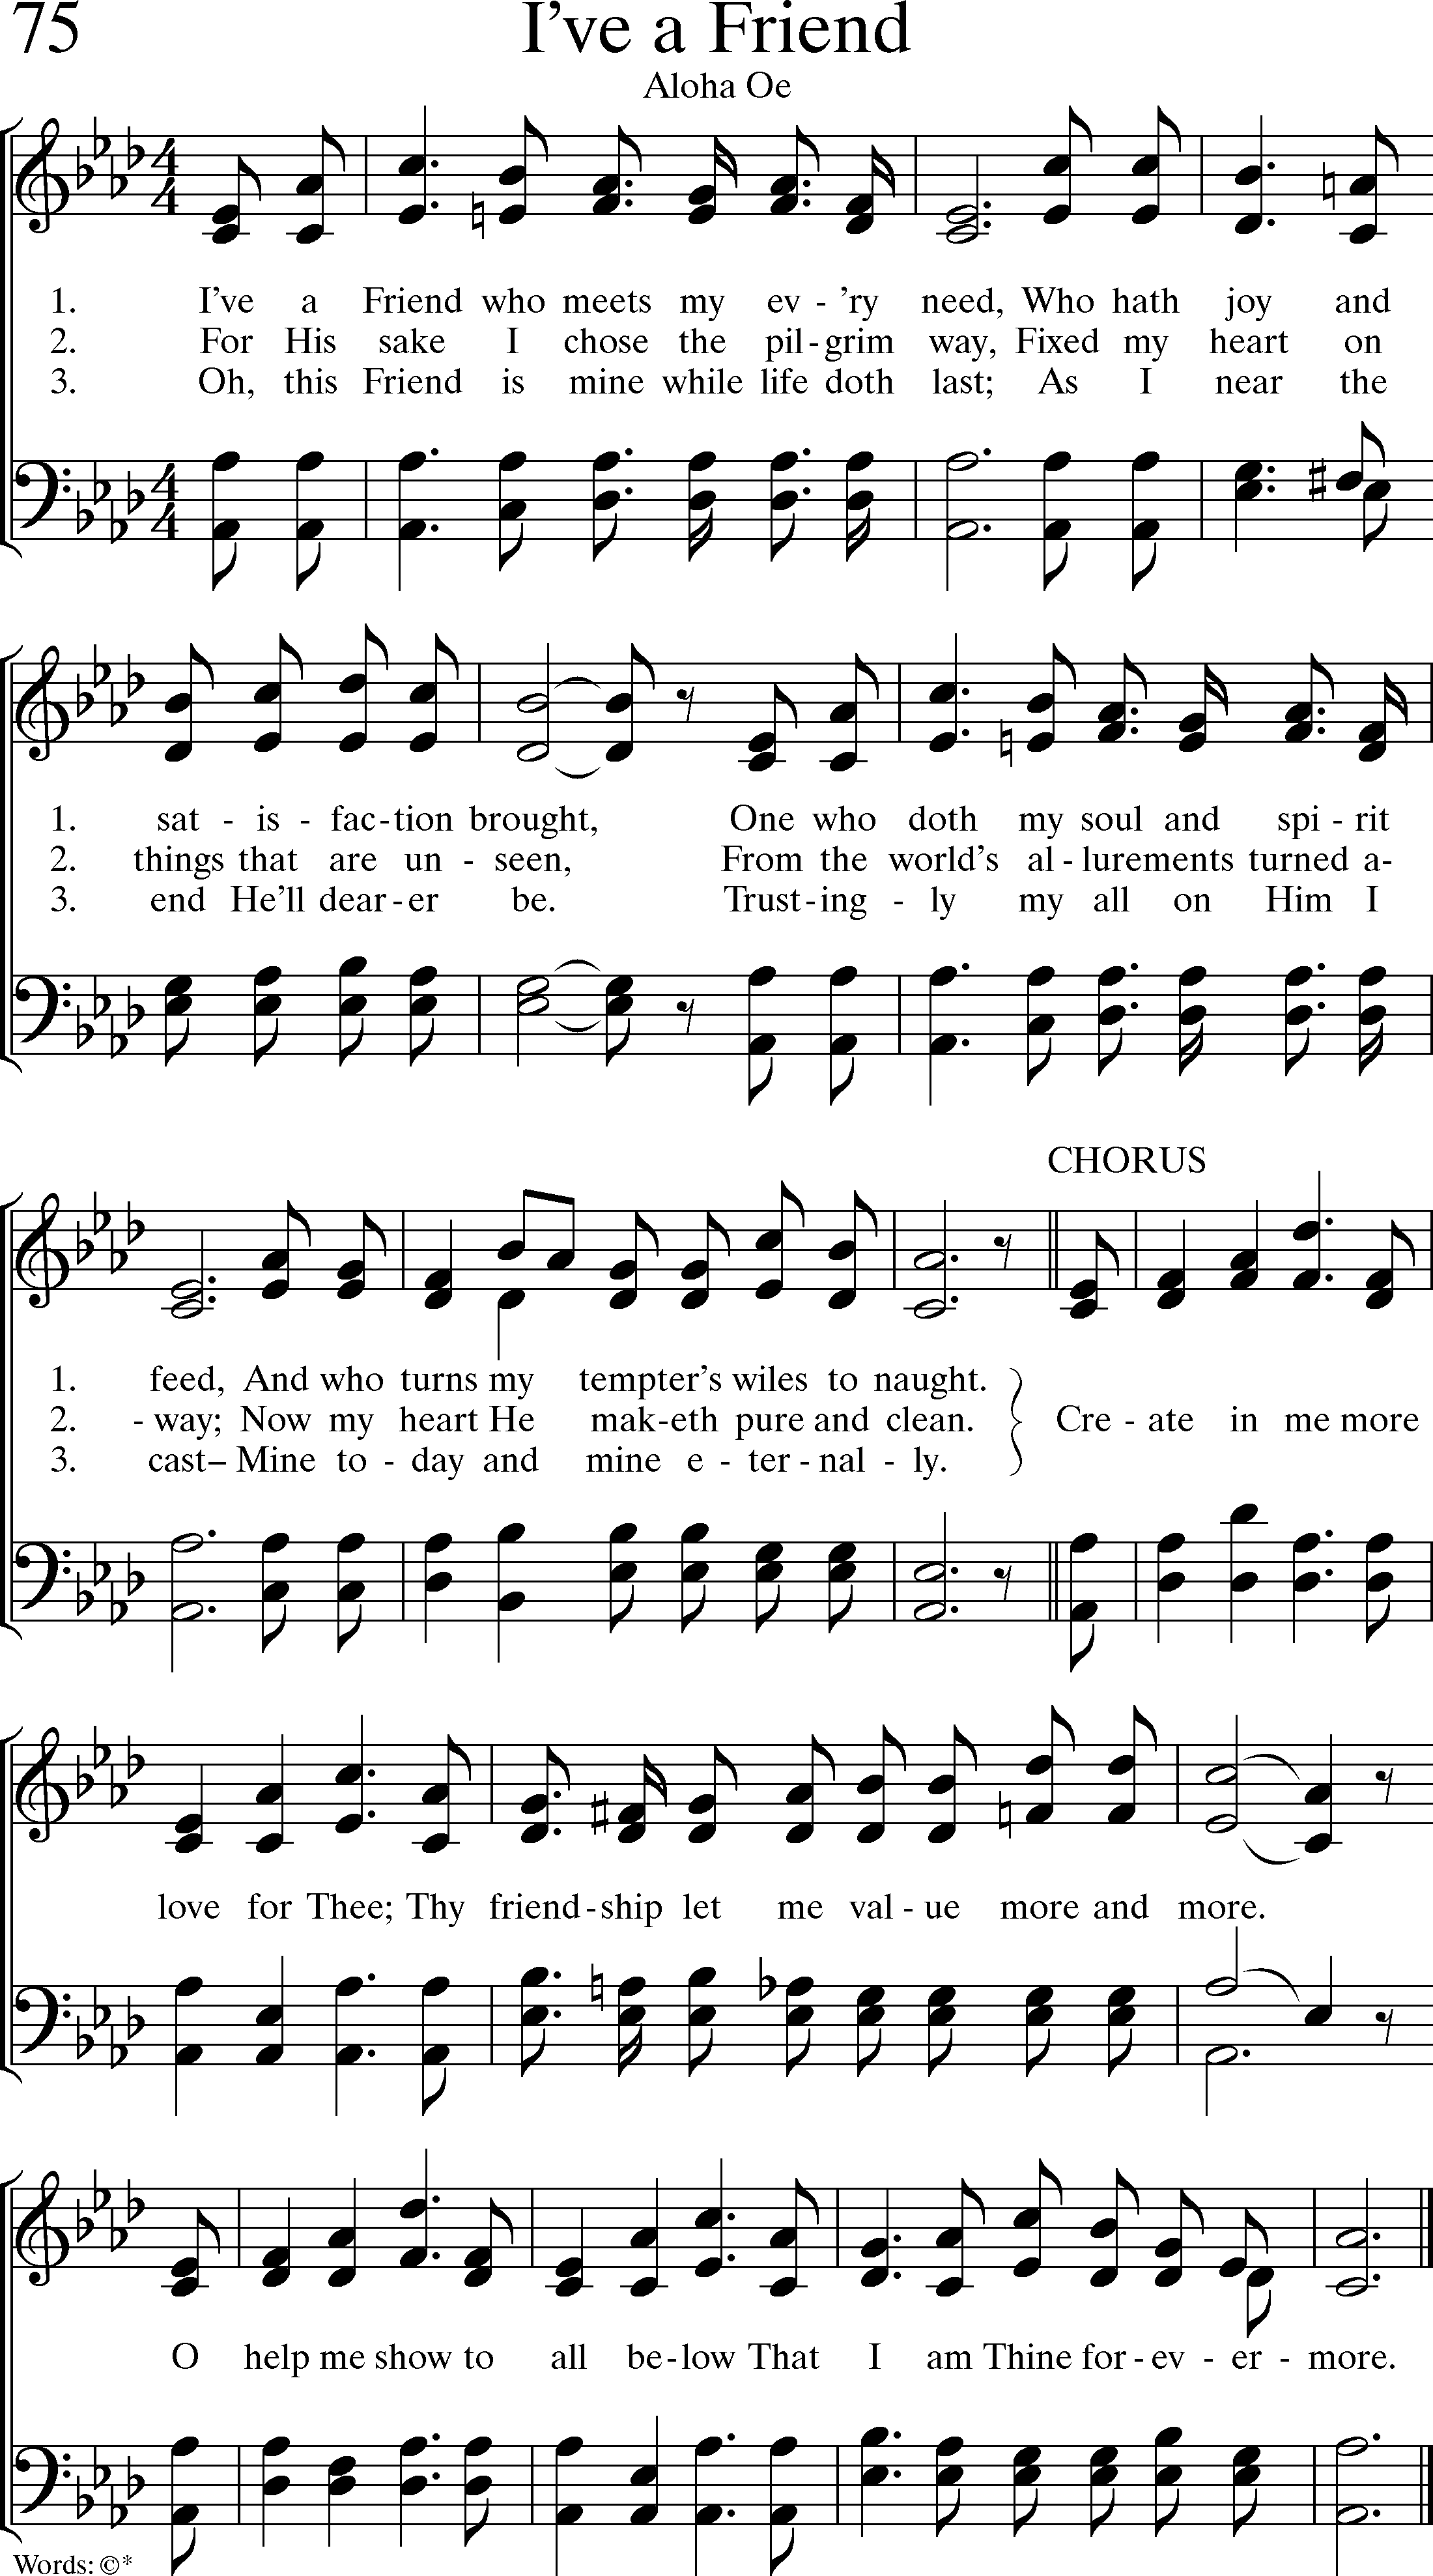 75
I've a Friend
Aloha Oe
1. I've a Friend who meets my ev - 'ry need, Who hath joy and
2. For His sake I chose the pil - grim way, Fixed my heart on
3. Oh, this Friend is mine while life doth last; As I near the
1. sat - is - fac - tion brought, One who doth my soul and spi - rit
2. things that are un - seen, From the world's al - lurements turned a-
3. end He'll dear - er be. Trust - ing - ly my all on Him I
CHORUS
1. feed, And who turns my tempter's wiles to naught.
2. - way; Now my heart He mak - eth pure and clean. Cre - ate in me more
3. cast– Mine to - day and mine e - ter - nal - ly.
love for Thee; Thy friend - ship let me val - ue more and more.
O help me show to all be - low That I am Thine for - ev - er - more.
Words: ©*